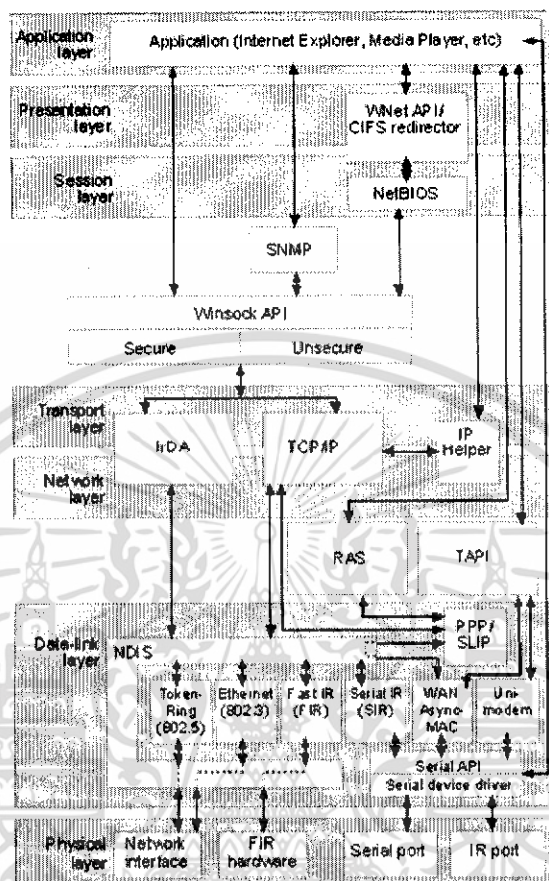 Application layer
Application (Internet Explorer, Media Player, etc)
Presentation layer
WNet API/
CIFS redirector
Session layer
NetBIOS
SNMP
Winsock API
Secure
Unsecure
Transport layer
IrDA
TCP/IP
IP
Helper
Network layer
RAS
TAPI
Data-link layer
NDIS
PPP/
SLIP
Token-
Ring
(802.5)
Ethernet
(802.3)
Fast IR
(FIR)
Serial IR
(SIR)
WAN
Async-
MAC
Uni-
modem
Serial API
Serial device driver
Physical layer
Network
interface
FIR
hardware
Serial port
IR port